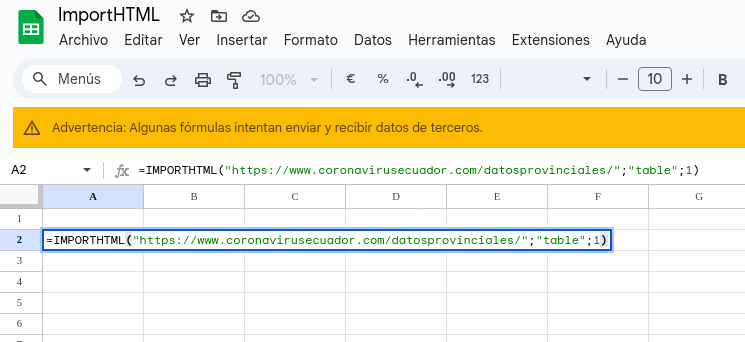 ImportHTML
Archivo Editar Ver Insertar Formato Datos Herramientas Extensiones Ayuda
Menús 100% € % .0 .00 123 10 B
Advertencia: Algunas fórmulas intentan enviar y recibir datos de terceros.
A2 fx =IMPORTHTML("https://www.coronavirusecuador.com/datosprovinciales/";"table";1)
A B C D E F G
1
2 =IMPORTHTML("https://www.coronavirusecuador.com/datosprovinciales/";"table";1)
3
4
5
6